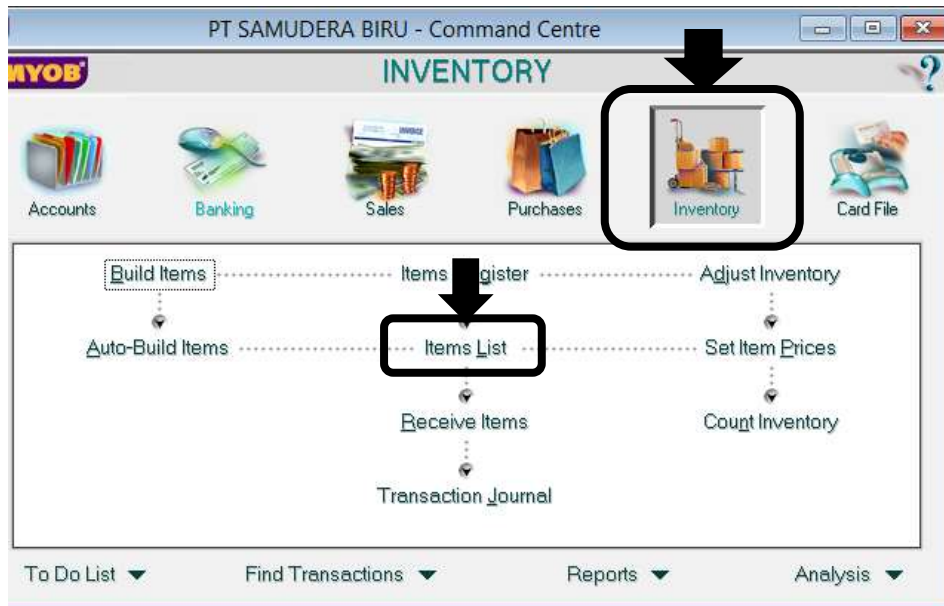 PT SAMUDERA BIRU - Command Centre
MYOB
INVENTORY
?
Accounts Banking Sales Purchases Inventory Card File
Build Items Items gister Adjust Inventory
Auto-Build Items Items List Set Item Prices
Receive Items Count Inventory
Transaction Journal
To Do List Find Transactions Reports Analysis